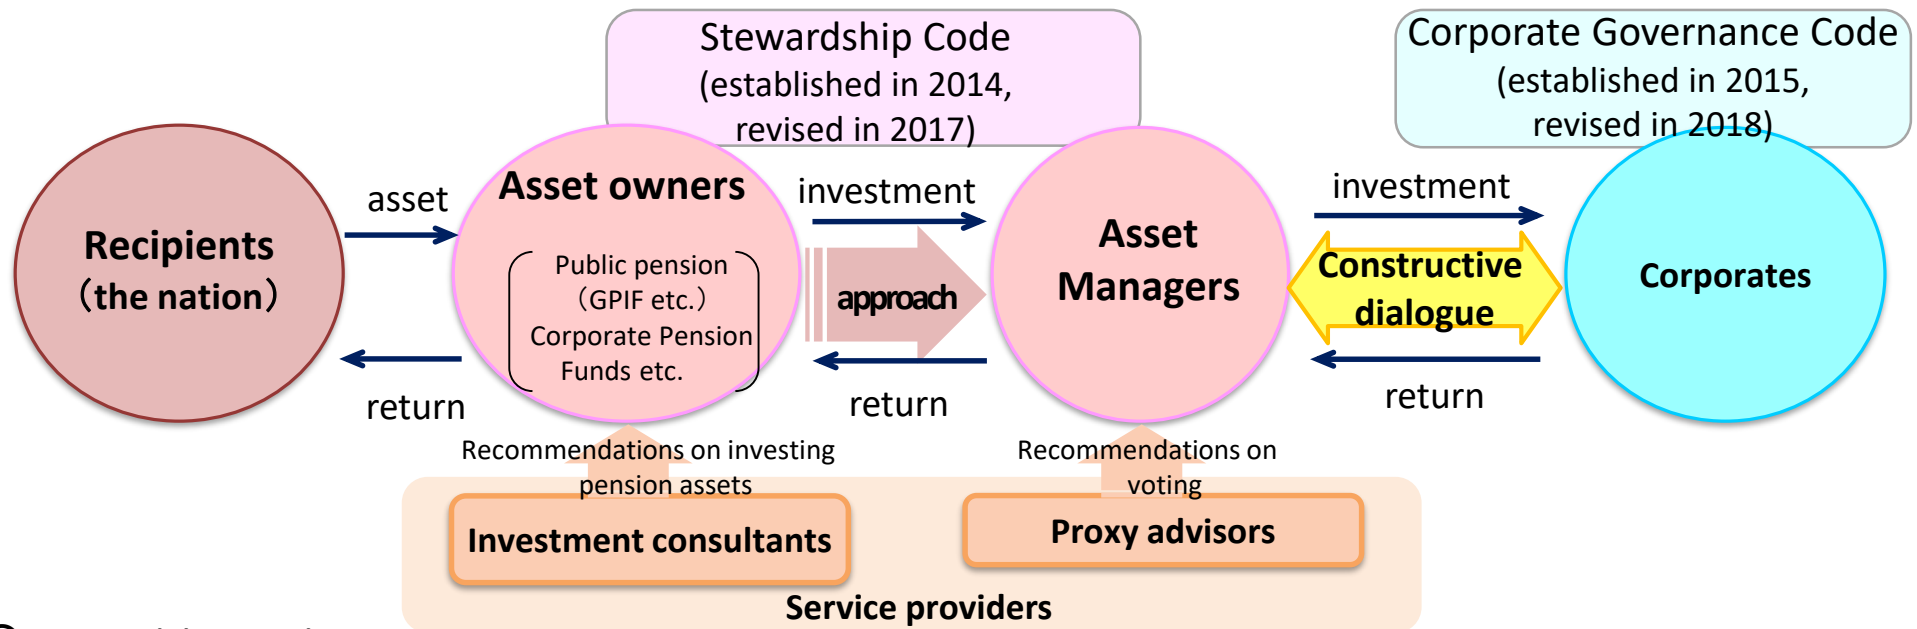 Stewardship Code
(established in 2014,
revised in 2017)
Corporate Governance Code
(established in 2015,
revised in 2018)
Recipients
（the nation）
asset
return
Asset owners
Public pension
（GPIF etc.）
Corporate Pension
Funds etc.
investment
approach
return
Asset
Managers
investment
Constructive
dialogue
return
Corporates
Recommendations on investing
pension assets
Recommendations on
voting
Investment consultants
Proxy advisors
Service providers